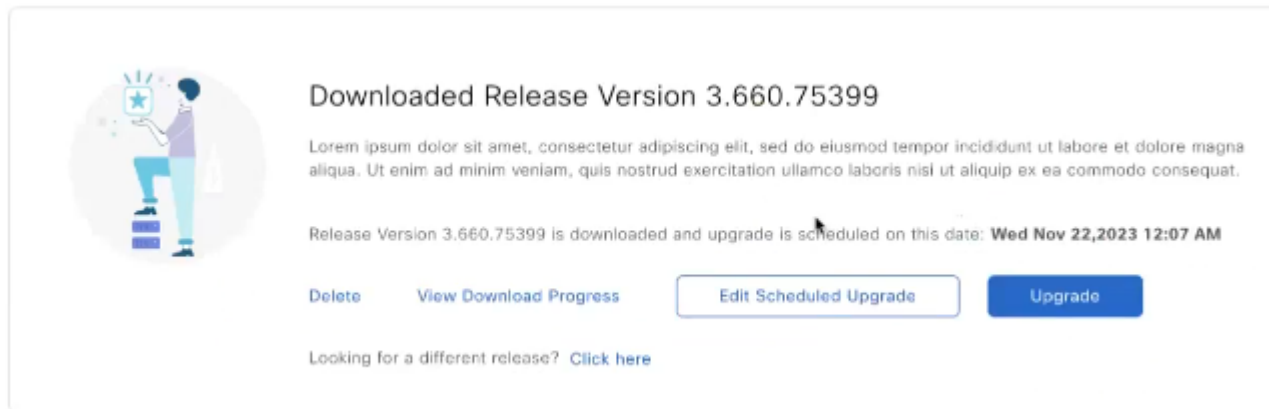 Downloaded Release Version 3.660.75399
Lorem ipsum dolor sit amet, consectetur adipiscing elit, sed do eiusmod tempor incididunt ut labore et dolore magna
aliqua. Ut enim ad minim veniam, quis nostrud exercitation ullamco laboris nisi ut aliquip ex ea commodo consequat.
Release Version 3.660.75399 is downloaded and upgrade is scheduled on this date: Wed Nov 22,2023 12:07 AM
Delete View Download Progress Edit Scheduled Upgrade Upgrade
Looking for a different release? Click here